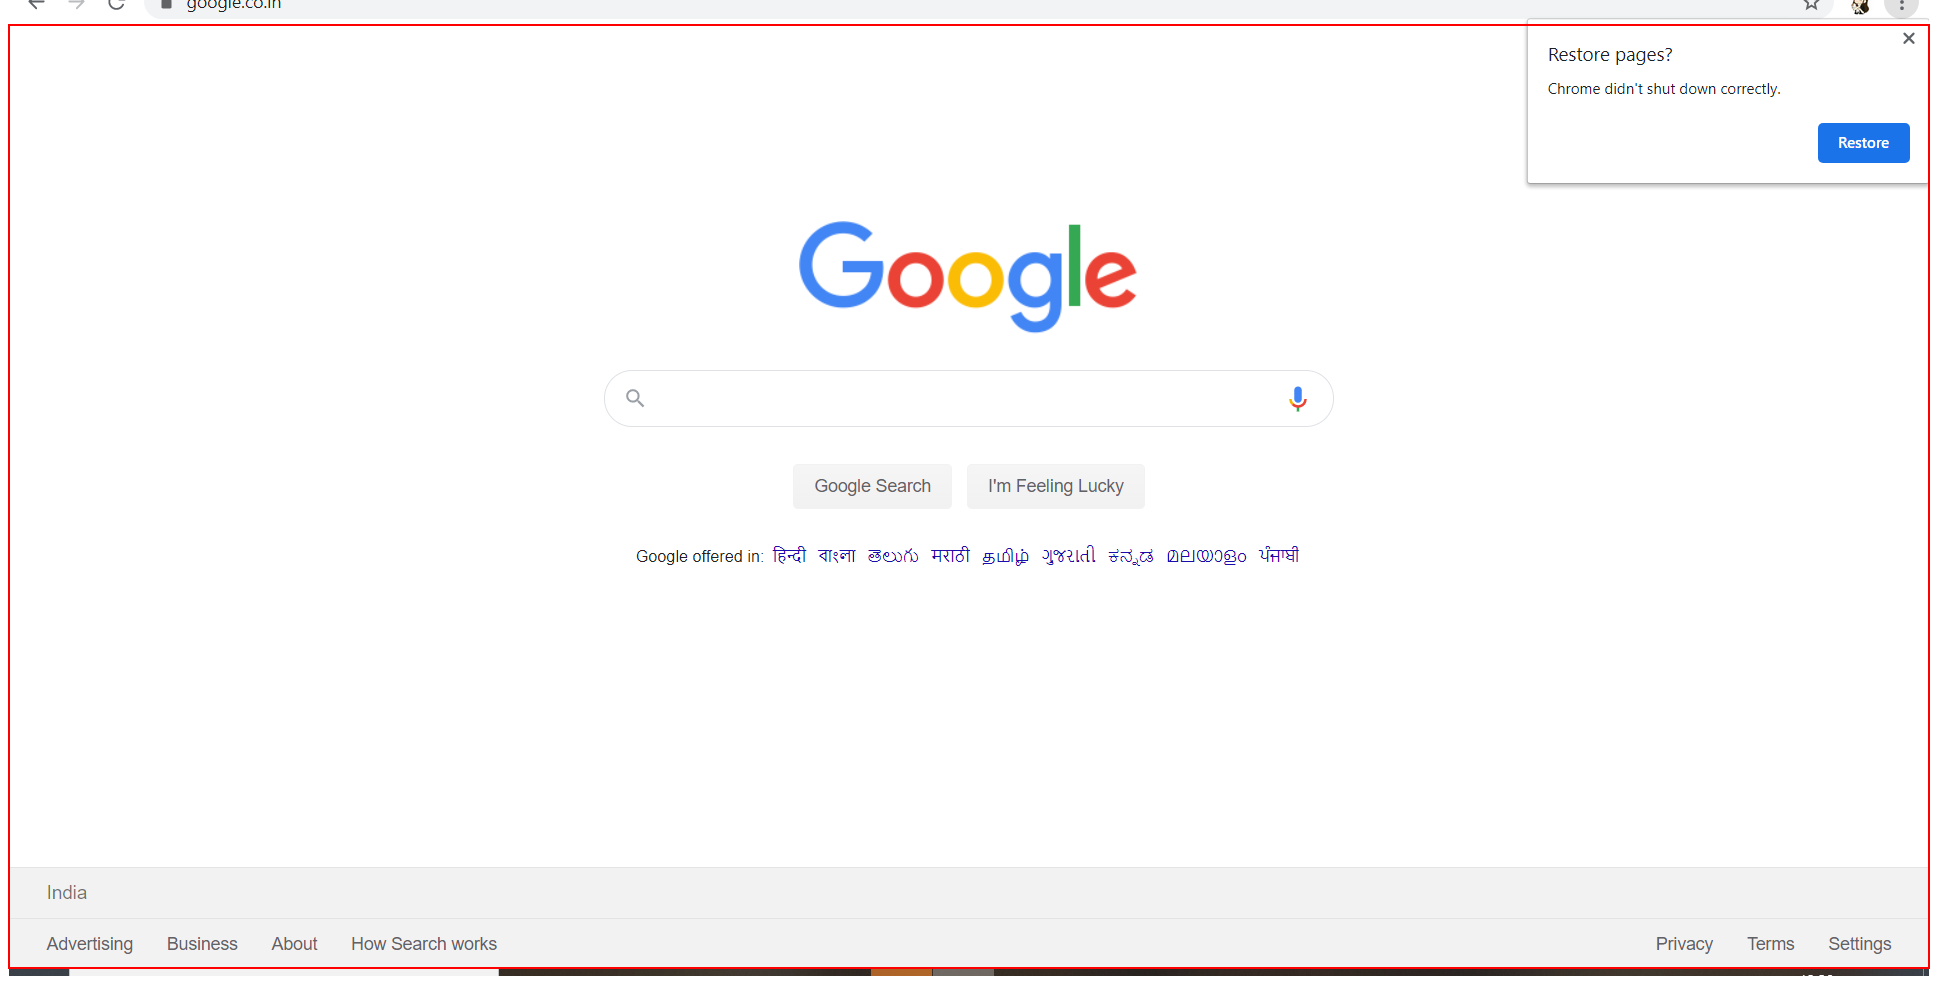 google.co.in
Restore pages?
Chrome didn't shut down correctly.
Restore
Google
Google Search I'm Feeling Lucky
Google offered in: हिन्दी বাংলা తెలుగు मराठी தமிழ் ગુજરાતી ಕನ್ನಡ മലയാളം ਪੰਜਾਬੀ
India
Advertising Business About How Search works Privacy Terms Settings